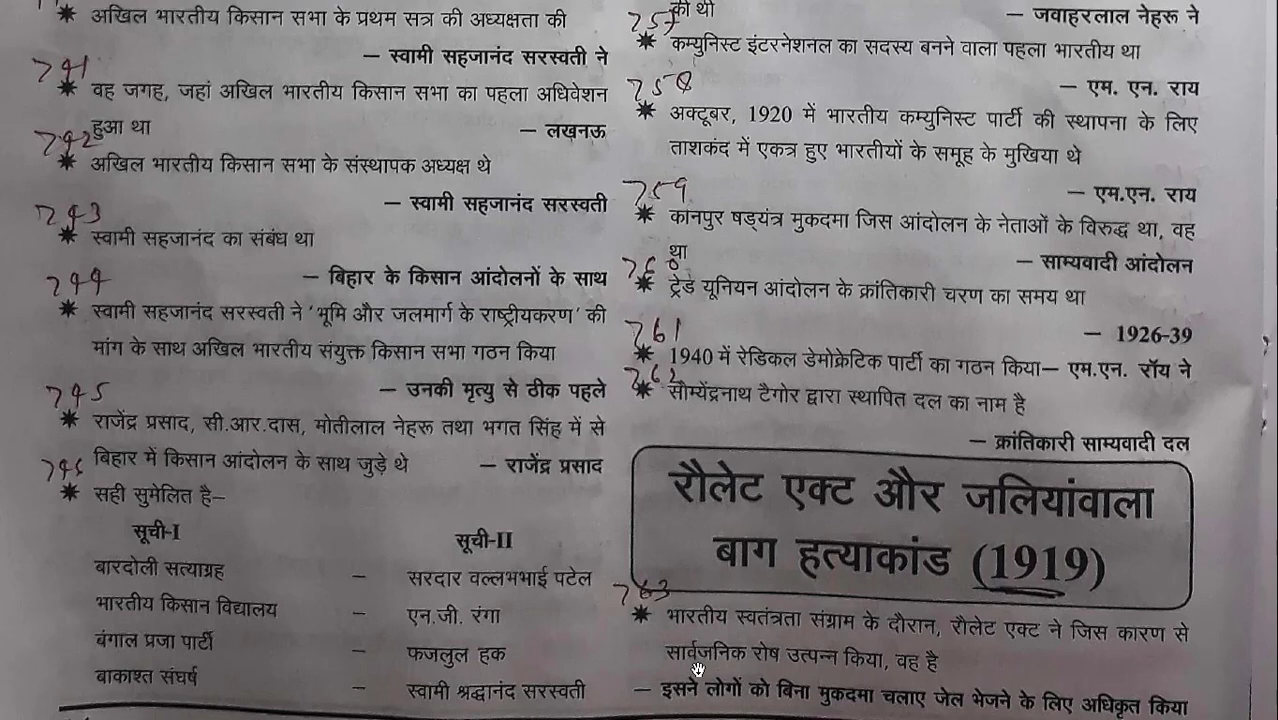 ✷ अखिल भारतीय किसान सभा के प्रथम सत्र की अध्यक्षता की
– स्वामी सहजानंद सरस्वती ने
741
✷ वह जगह, जहां अखिल भारतीय किसान सभा का पहला अधिवेशन
हुआ था – लखनऊ
742
✷ अखिल भारतीय किसान सभा के संस्थापक अध्यक्ष थे
– स्वामी सहजानंद सरस्वती
743
✷ स्वामी सहजानंद का संबंध था
– बिहार के किसान आंदोलनों के साथ
744
✷ स्वामी सहजानंद सरस्वती ने 'भूमि और जलमार्ग के राष्ट्रीयकरण' की
मांग के साथ अखिल भारतीय संयुक्त किसान सभा गठन किया
– उनकी मृत्यु से ठीक पहले
745
✷ राजेंद्र प्रसाद, सी.आर.दास, मोतीलाल नेहरू तथा भगत सिंह में से
बिहार में किसान आंदोलन के साथ जुड़े थे – राजेंद्र प्रसाद
746
✷ सही सुमेलित है–
सूची-I सूची-II
बारदोली सत्याग्रह – सरदार वल्लभभाई पटेल
भारतीय किसान विद्यालय – एन.जी. रंगा
बंगाल प्रजा पार्टी – फजलुल हक
बाकाश्त संघर्ष – स्वामी श्रद्धानंद सरस्वती
की थी – जवाहरलाल नेहरू ने
757
✷ कम्युनिस्ट इंटरनेशनल का सदस्य बनने वाला पहला भारतीय था
– एम. एन. राय
758
✷ अक्टूबर, 1920 में भारतीय कम्युनिस्ट पार्टी की स्थापना के लिए
ताशकंद में एकत्र हुए भारतीयों के समूह के मुखिया थे
– एम.एन. राय
759
✷ कानपुर षड्यंत्र मुकदमा जिस आंदोलन के नेताओं के विरुद्ध था, वह
था – साम्यवादी आंदोलन
760
✷ ट्रेड यूनियन आंदोलन के क्रांतिकारी चरण का समय था
– 1926-39
761
✷ 1940 में रेडिकल डेमोक्रेटिक पार्टी का गठन किया– एम.एन. रॉय ने
762
✷ सौम्येंद्रनाथ टैगोर द्वारा स्थापित दल का नाम है
– क्रांतिकारी साम्यवादी दल
रौलेट एक्ट और जलियांवाला
बाग हत्याकांड (1919)
763
✷ भारतीय स्वतंत्रता संग्राम के दौरान, रौलेट एक्ट ने जिस कारण से
सार्वजनिक रोष उत्पन्न किया, वह है
– इसने लोगों को बिना मुकदमा चलाए जेल भेजने के लिए अधिकृत किया